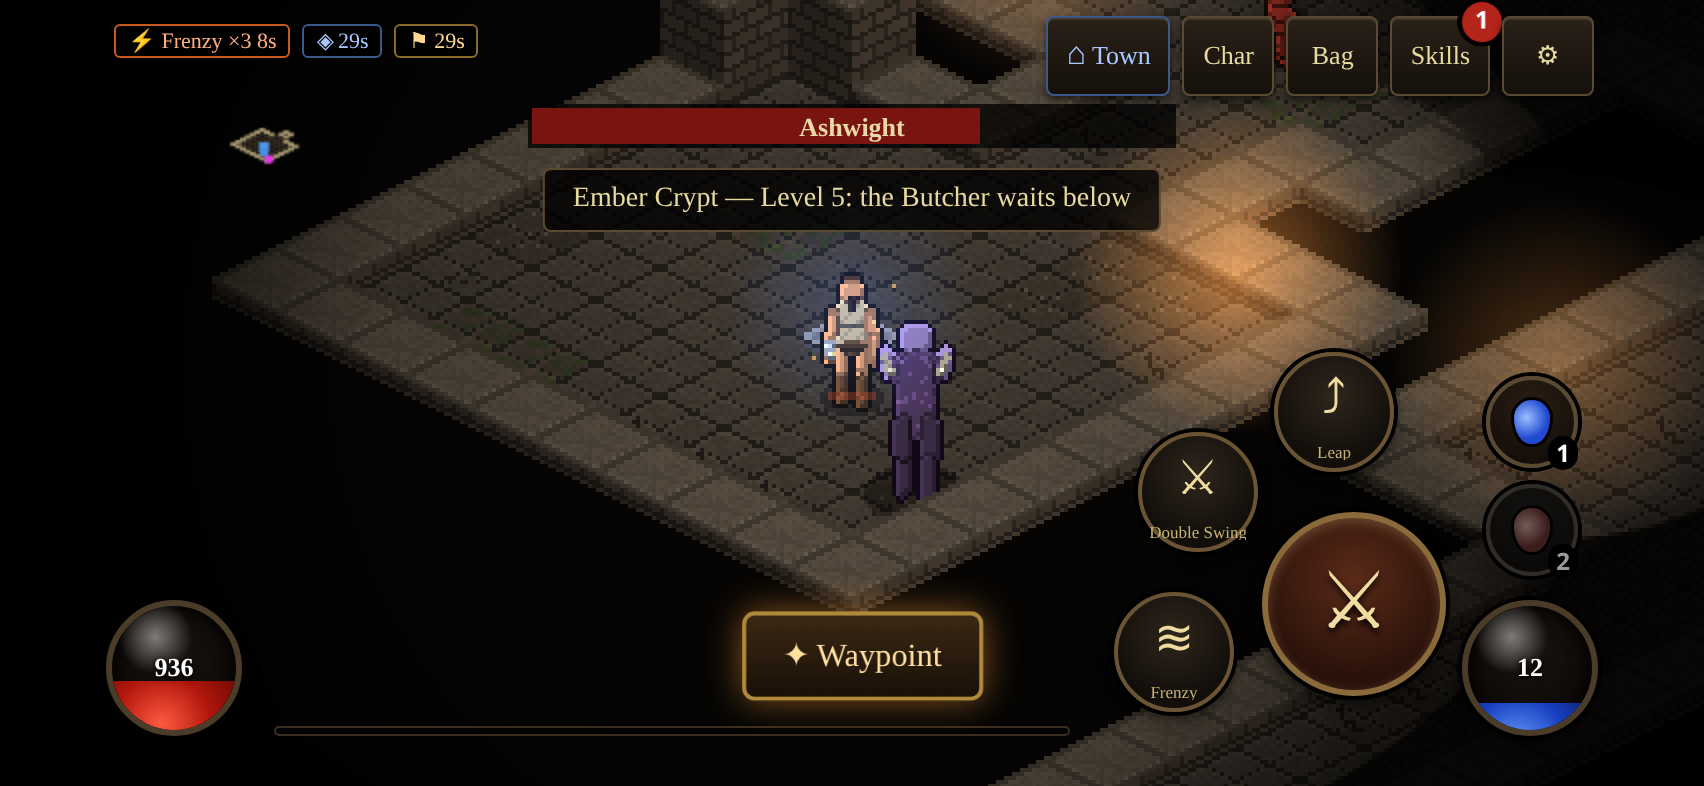 Frenzy ×3 8s
29s
29s
Town
Char
Bag
Skills
1
Ashwight
Ember Crypt — Level 5: the Butcher waits below
Leap
1
Double Swing
2
936
Waypoint
Frenzy
12